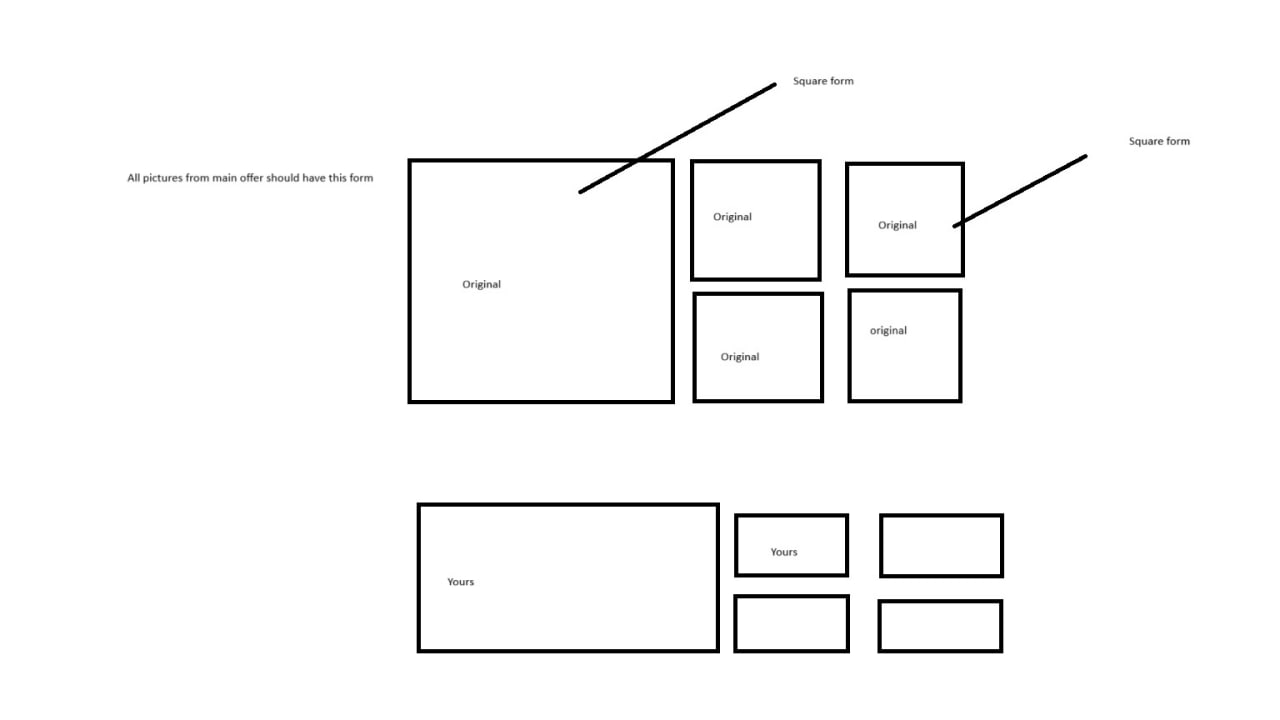 Square form
Square form
All pictures from main offer should have this form
Original
Original
Original
original
Original
Yours
Yours